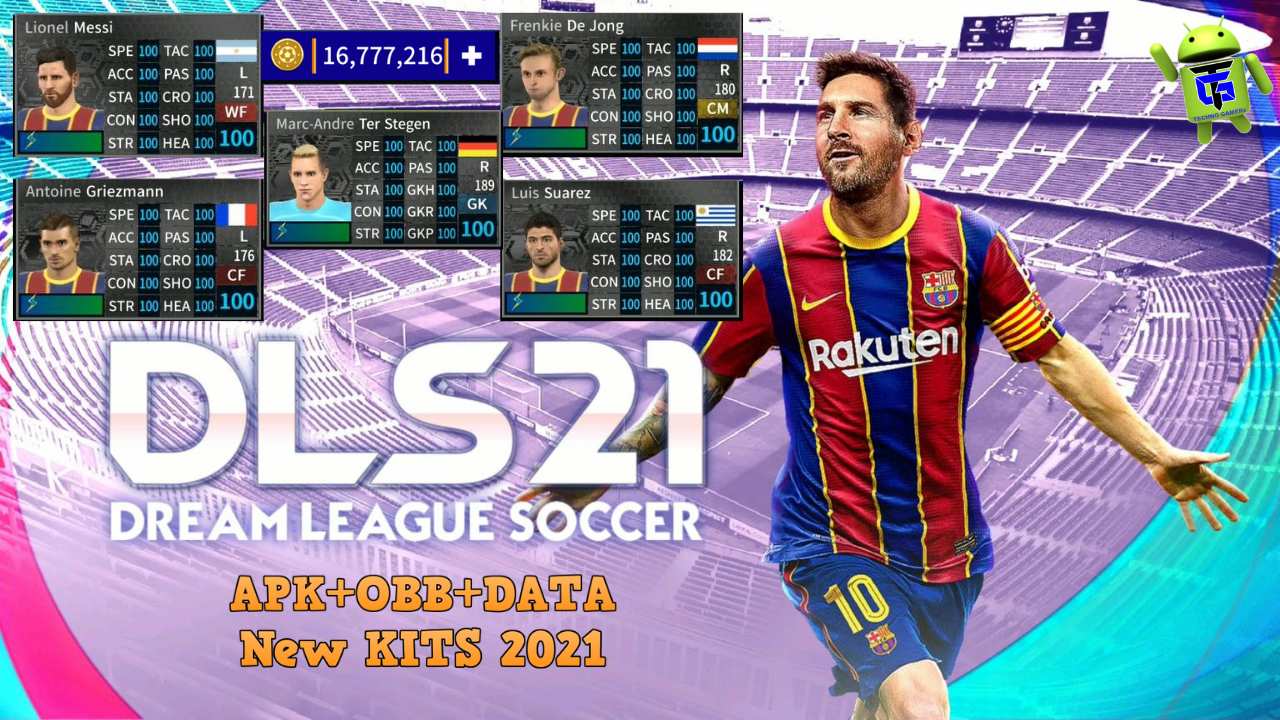 Lionel Messi
SPE 100 TAC 100
ACC 100 PAS 100 L
STA 100 CRO 100 171
CON 100 SHO 100 WF
STR 100 HEA 100 100
16,777,216 +
Frenkie De Jong
SPE 100 TAC 100
ACC 100 PAS 100 R
STA 100 CRO 100 180
CON 100 SHO 100 CM
STR 100 HEA 100 100
Marc-Andre Ter Stegen
SPE 100 TAC 100
ACC 100 PAS 100 R
STA 100 GKH 100 189
CON 100 GKR 100 GK
STR 100 GKP 100 100
Antoine Griezmann
SPE 100 TAC 100
ACC 100 PAS 100 L
STA 100 CRO 100 176
CON 100 SHO 100 CF
STR 100 HEA 100 100
Luis Suarez
SPE 100 TAC 100
ACC 100 PAS 100 R
STA 100 CRO 100 182
CON 100 SHO 100 CF
STR 100 HEA 100 100
TECHNO GAMERS
FCB
Rakuten
10
DLS21
DREAM LEAGUE SOCCER
APK+OBB+DATA
New KITS 2021